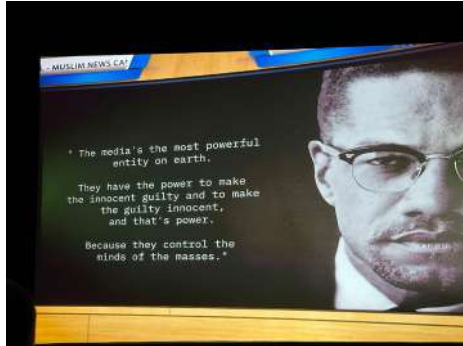 - MUSLIM NEWS
" The media's the most powerful
entity on earth.
They have the power to make
the innocent guilty and to make
the guilty innocent,
and that's power.
Because they control the
minds of the masses."